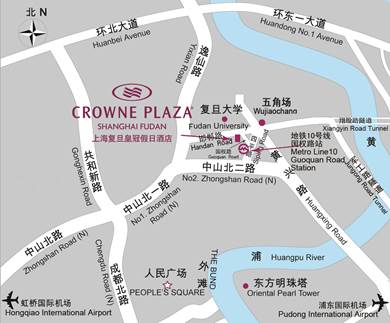 北 N
环北大道
Huanbei Avenue
环东一大道
Huandong No.1 Avenue
逸仙路
Yixian Road
CROWNE PLAZA
SHANGHAI FUDAN
上海复旦皇冠假日酒店
复旦大学
Fudan University
五角场
Wujiaochang
邯郸路
Handan Road
国权路
Guoquan Road
地铁10号线
国权路站
Metro Line10
Guoquan Road
Station
Xiangyin Road Tunnel
黄
共和新路
Gonghexin Road
中山北一路
No1. Zhongshan Road (N)
中山北二路
No2. Zhongshan Road (N)
黄兴路
Huangxing Road
Jungong Road Tunnel
中山北路
Zhongshan Road (N)
成都北路
Chengdu Road (N)
人民广场
PEOPLE'S SQUARE
外滩
THE BUND
浦
Huangpu River
东方明珠塔
Oriental Pearl Tower
虹桥国际机场
Hongqiao International Airport
浦东国际机场
Pudong International Airport